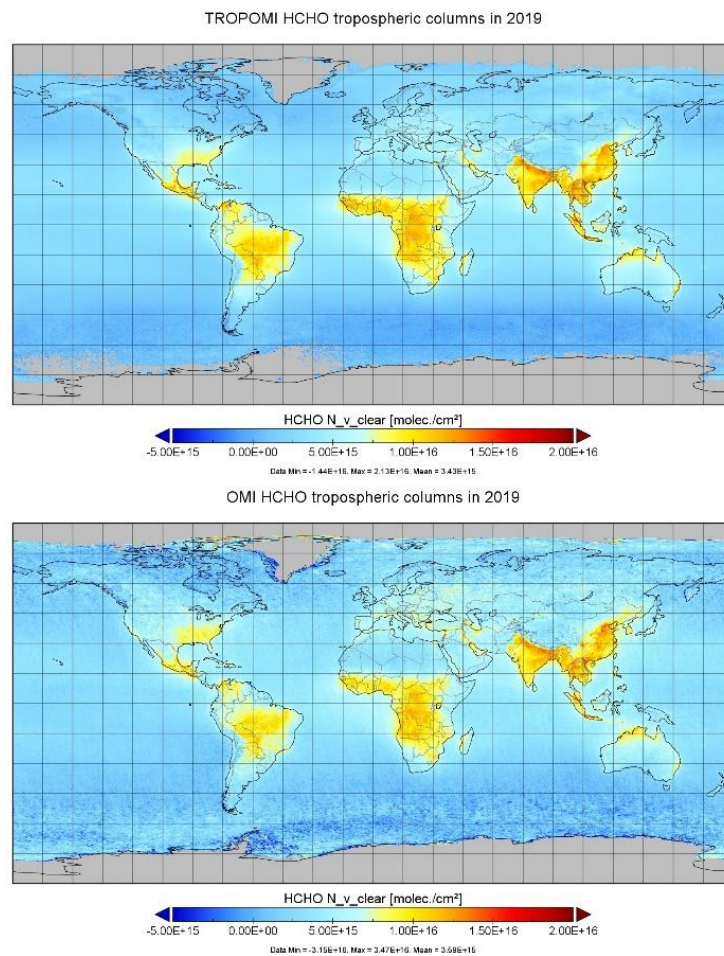 TROPOMI HCHO tropospheric columns in 2019
HCHO N_v_clear [molec./cm²]
-5.00E+15 0.00E+00 5.00E+15 1.00E+16 1.50E+16 2.00E+16
Data Min = -1.44E+16, Max = 2.13E+16, Mean = 3.43E+15
OMI HCHO tropospheric columns in 2019
HCHO N_v_clear [molec./cm²]
-5.00E+15 0.00E+00 5.00E+15 1.00E+16 1.50E+16 2.00E+16
Data Min = -3.15E+16, Max = 3.47E+16, Mean = 3.59E+15